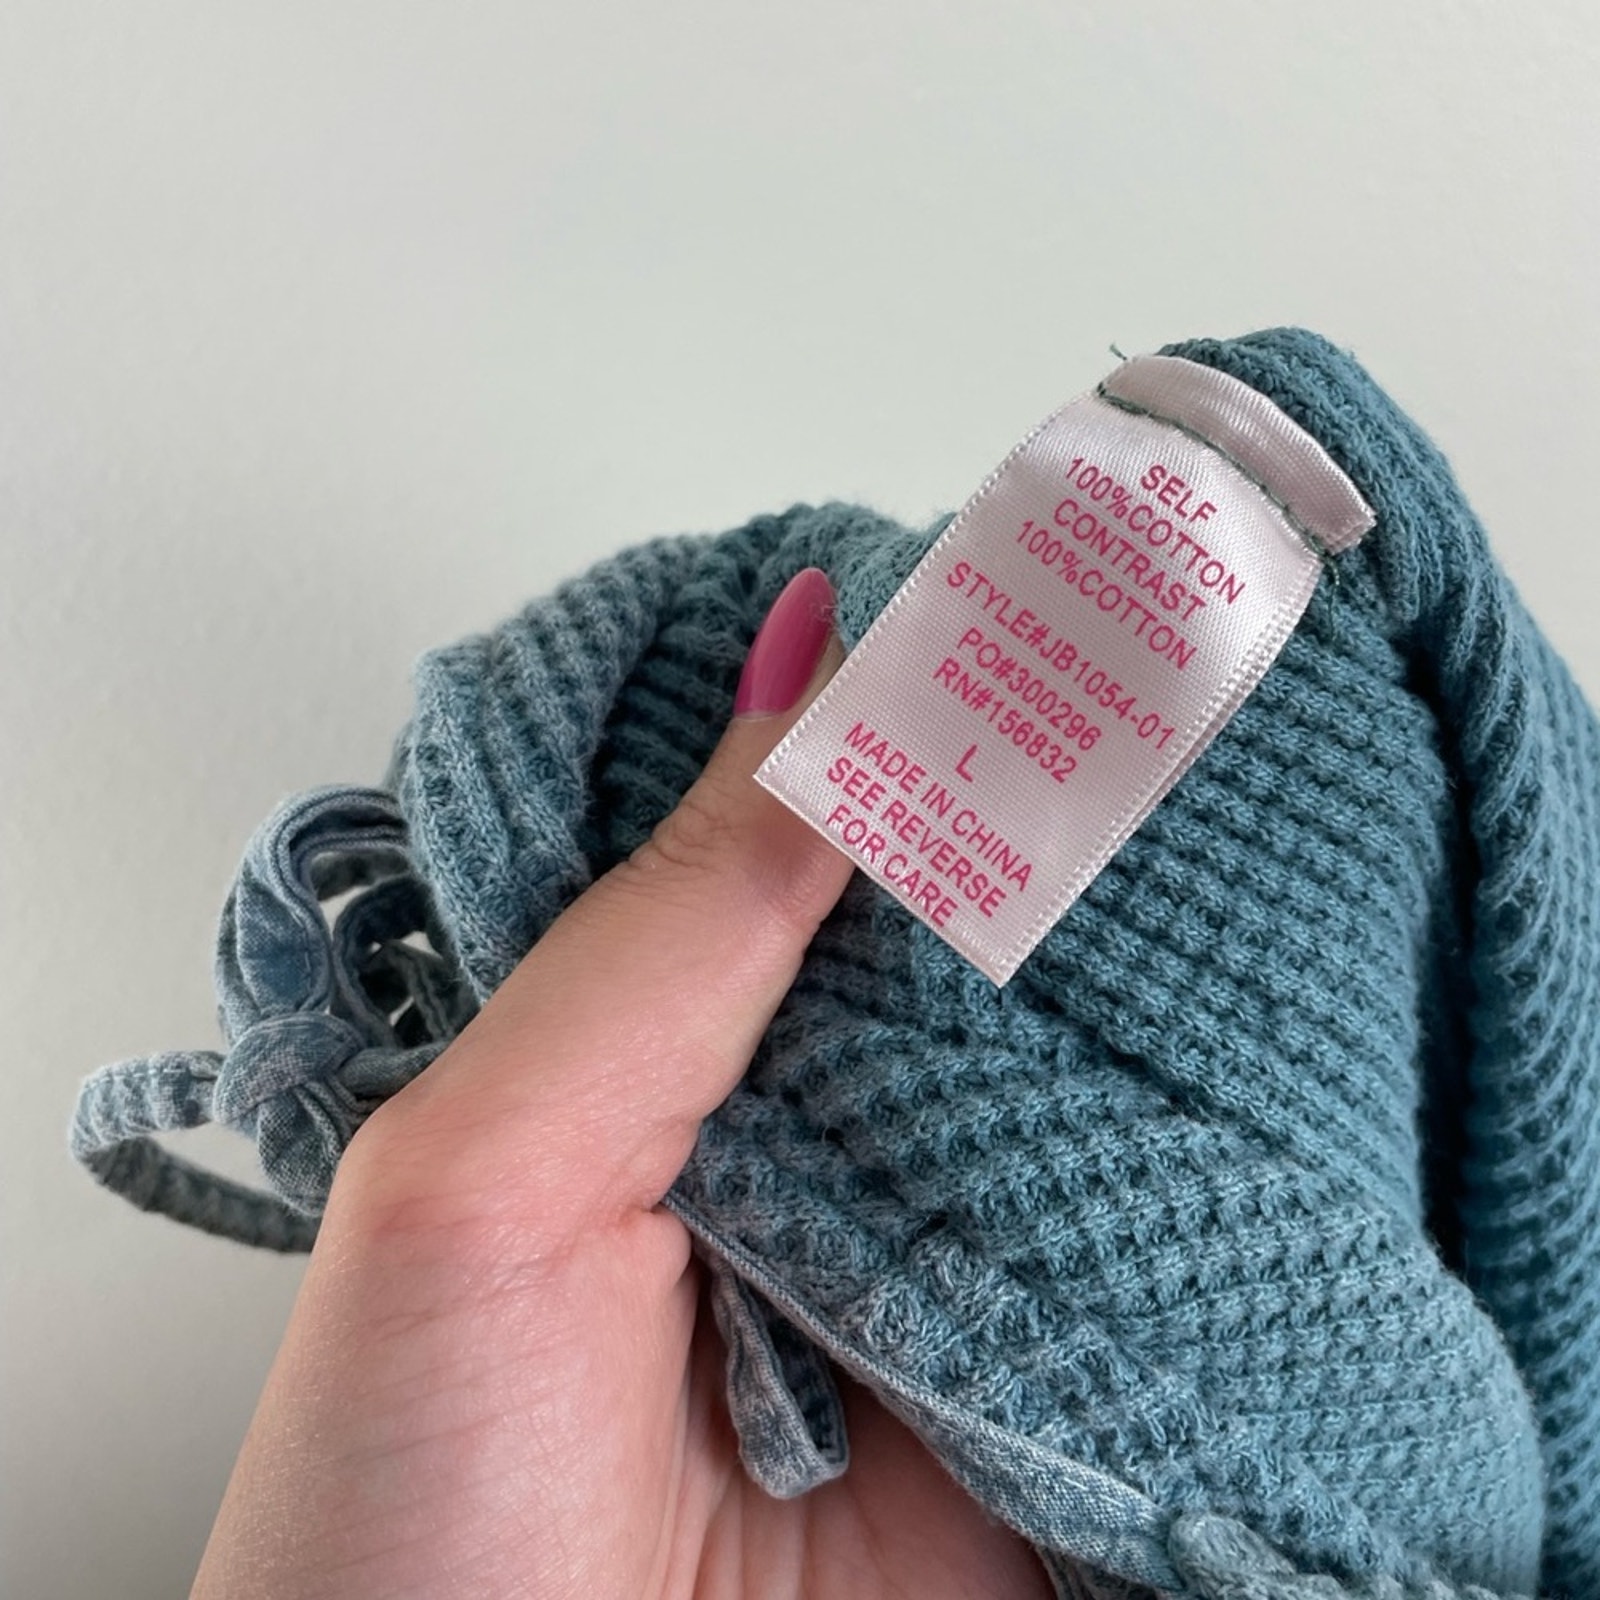 SELF
100%COTTON
CONTRAST
100%COTTON
STYLE#JB1054-01
PO#300296
RN#156832
L
MADE IN CHINA
SEE REVERSE
FOR CARE